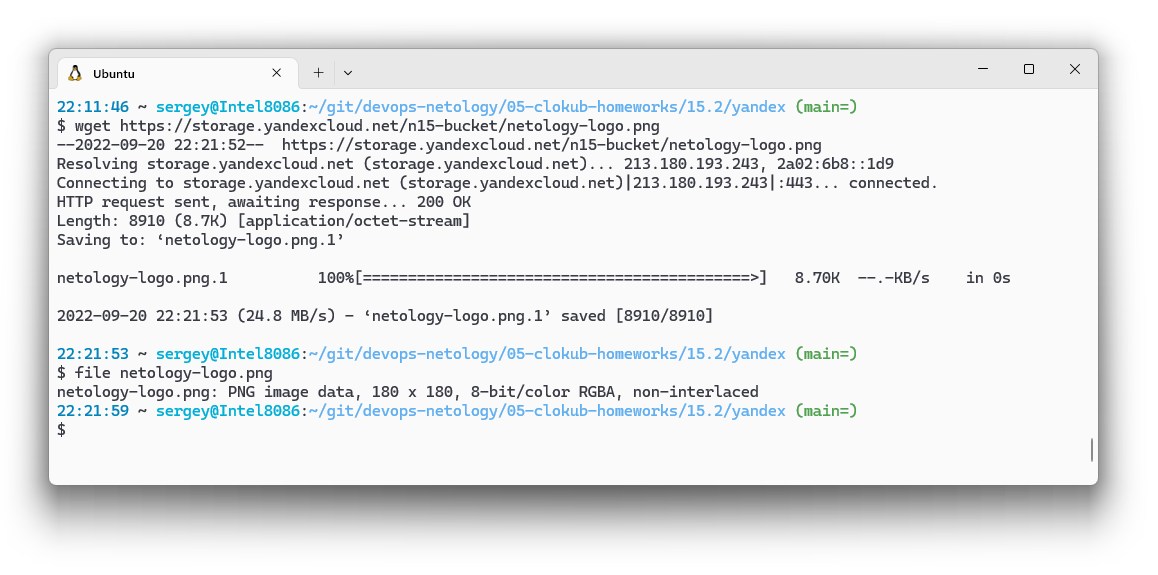 Ubuntu
22:11:46 ~ sergey@Intel8086:~/git/devops-netology/05-clokub-homeworks/15.2/yandex (main=)
$ wget https://storage.yandexcloud.net/n15-bucket/netology-logo.png
--2022-09-20 22:21:52--  https://storage.yandexcloud.net/n15-bucket/netology-logo.png
Resolving storage.yandexcloud.net (storage.yandexcloud.net)... 213.180.193.243, 2a02:6b8::1d9
Connecting to storage.yandexcloud.net (storage.yandexcloud.net)|213.180.193.243|:443... connected.
HTTP request sent, awaiting response... 200 OK
Length: 8910 (8.7K) [application/octet-stream]
Saving to: ‘netology-logo.png.1’
netology-logo.png.1          100%[===========================================>]   8.70K  --.-KB/s    in 0s
2022-09-20 22:21:53 (24.8 MB/s) - ‘netology-logo.png.1’ saved [8910/8910]
22:21:53 ~ sergey@Intel8086:~/git/devops-netology/05-clokub-homeworks/15.2/yandex (main=)
$ file netology-logo.png
netology-logo.png: PNG image data, 180 x 180, 8-bit/color RGBA, non-interlaced
22:21:59 ~ sergey@Intel8086:~/git/devops-netology/05-clokub-homeworks/15.2/yandex (main=)
$